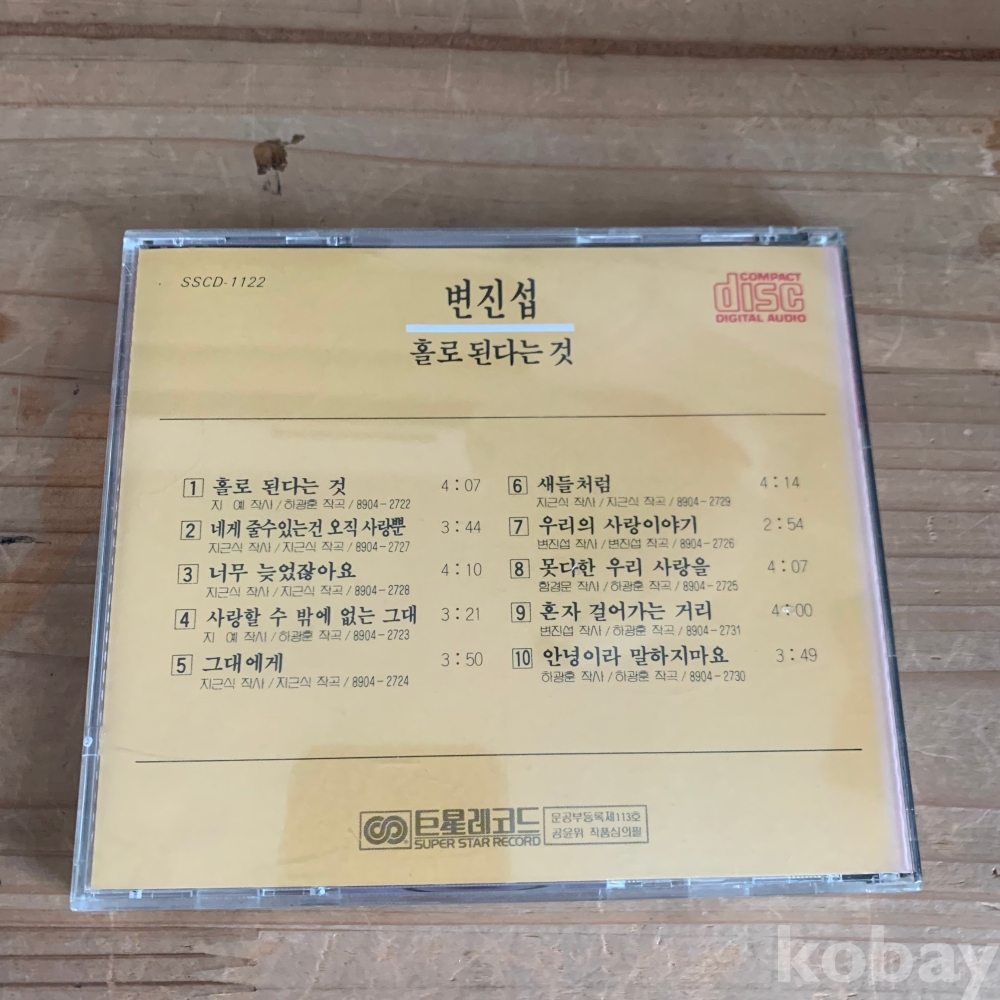 SSCD-1122
변진섭
홀로 된다는 것
COMPACT
disc
DIGITAL AUDIO
1 홀로 된다는 것 4:07
지 예 작사/하광훈 작곡/8904-2722
2 네게 줄수있는건 오직 사랑뿐 3:44
지근식 작사/지근식 작곡/8904-2727
3 너무 늦었잖아요 4:10
지근식 작사/지근식 작곡/8904-2728
4 사랑할 수 밖에 없는 그대 3:21
지 예 작사/하광훈 작곡/8904-2723
5 그대에게 3:50
지근식 작사/지근식 작곡/8904-2724
6 새들처럼 4:14
지근식 작사/지근식 작곡/8904-2729
7 우리의 사랑이야기 2:54
변진섭 작사/변진섭 작곡/8904-2726
8 못다한 우리 사랑을 4:07
함경문 작사/하광훈 작곡/8904-2725
9 혼자 걸어가는 거리 4:00
변진섭 작사/하광훈 작곡/8904-2731
10 안녕이라 말하지마요 3:49
하광훈 작사/하광훈 작곡/8904-2730
巨星레코드
SUPER STAR RECORD
문공부등록제113호
공윤위 작품심의필
kobay